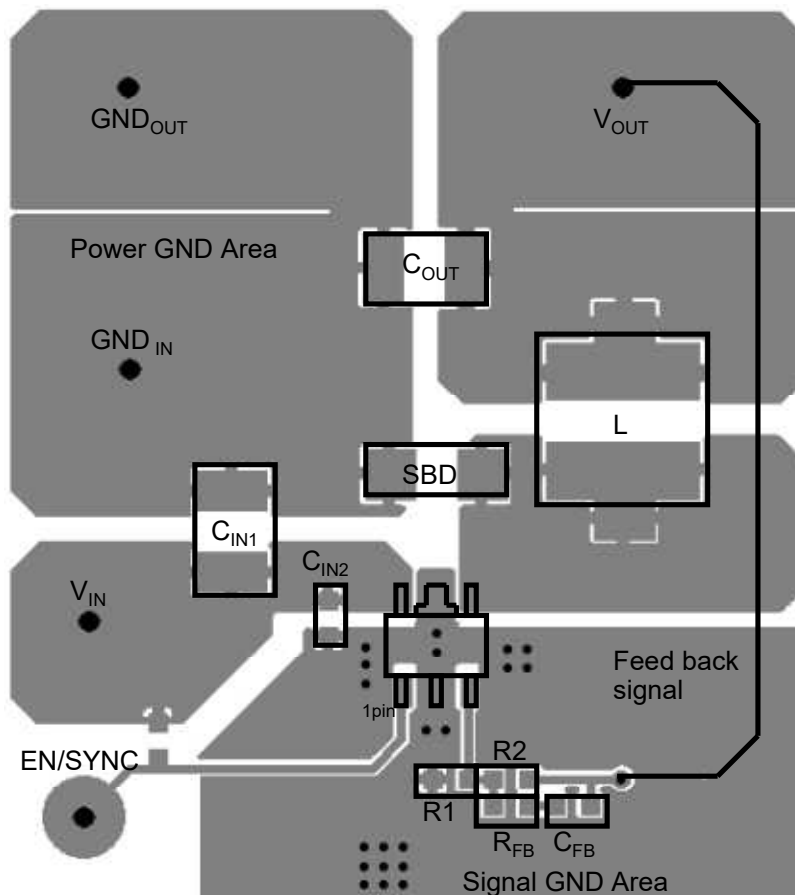 GNDOUT
VOUT
Power GND Area
COUT
GND IN
L
SBD
CIN1
CIN2
VIN
Feed back
signal
1pin
EN/SYNC
R2
R1
RFB
CFB
Signal GND Area